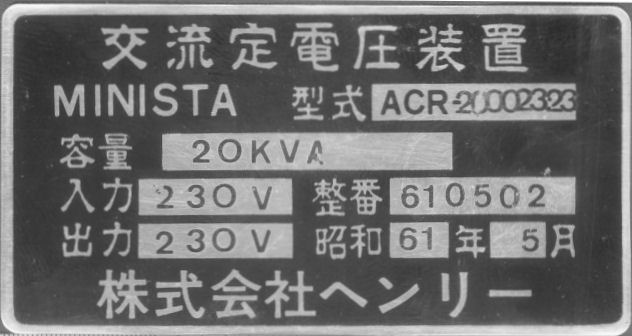 交流定電圧装置
MINISTA 型式 ACR-20002323
容量 20KVA
入力 230V 整番 610502
出力 230V 昭和 61 年 5 月
株式会社ヘンリー